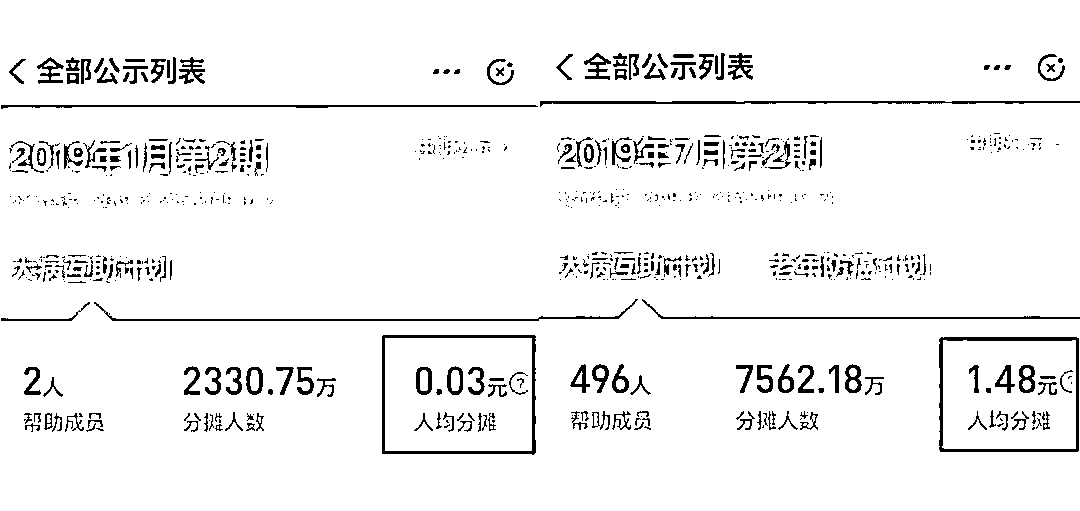 全部公示列表
2019年1月第2期
大病互助计划
2人
2330.75万
0.03元
帮助成员
分摊人数
人均分摊
全部公示列表
2019年7月第2期
大病互助计划 老年防癌计划
496人
7562.18万
1.48元
帮助成员
分摊人数
人均分摊